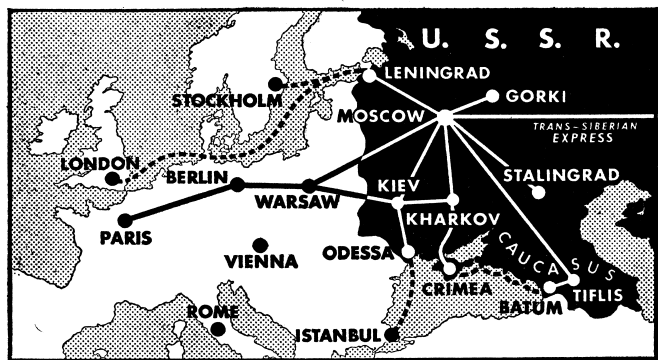 U. S. S. R.
LENINGRAD
STOCKHOLM
GORKI
MOSCOW
TRANS-SIBERIAN
EXPRESS
LONDON
BERLIN
WARSAW
KIEV
STALINGRAD
KHARKOV
PARIS
VIENNA
ODESSA
CAUCASUS
CRIMEA
BATUM
TIFLIS
ROME
ISTANBUL